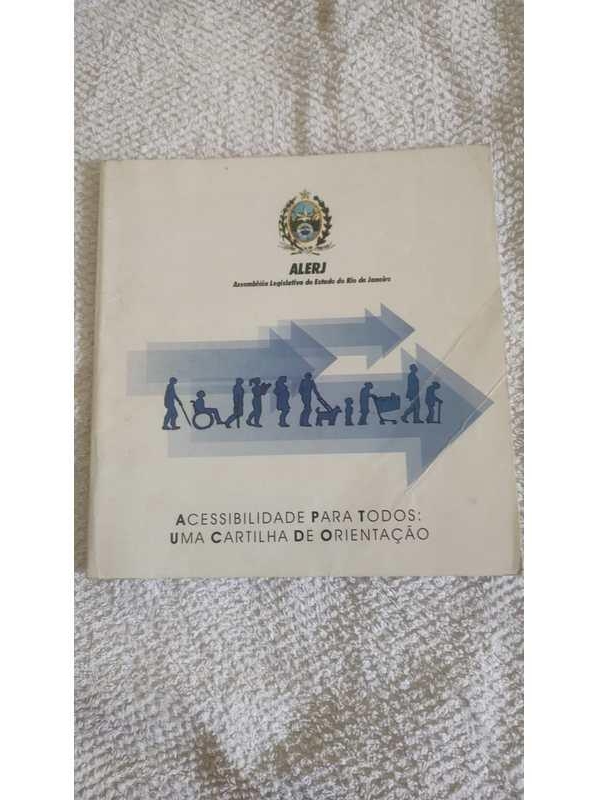 ALERJ
Assembléia Legislativa do Estado do Rio de Janeiro
ACESSIBILIDADE PARA TODOS:
UMA CARTILHA DE ORIENTAÇÃO